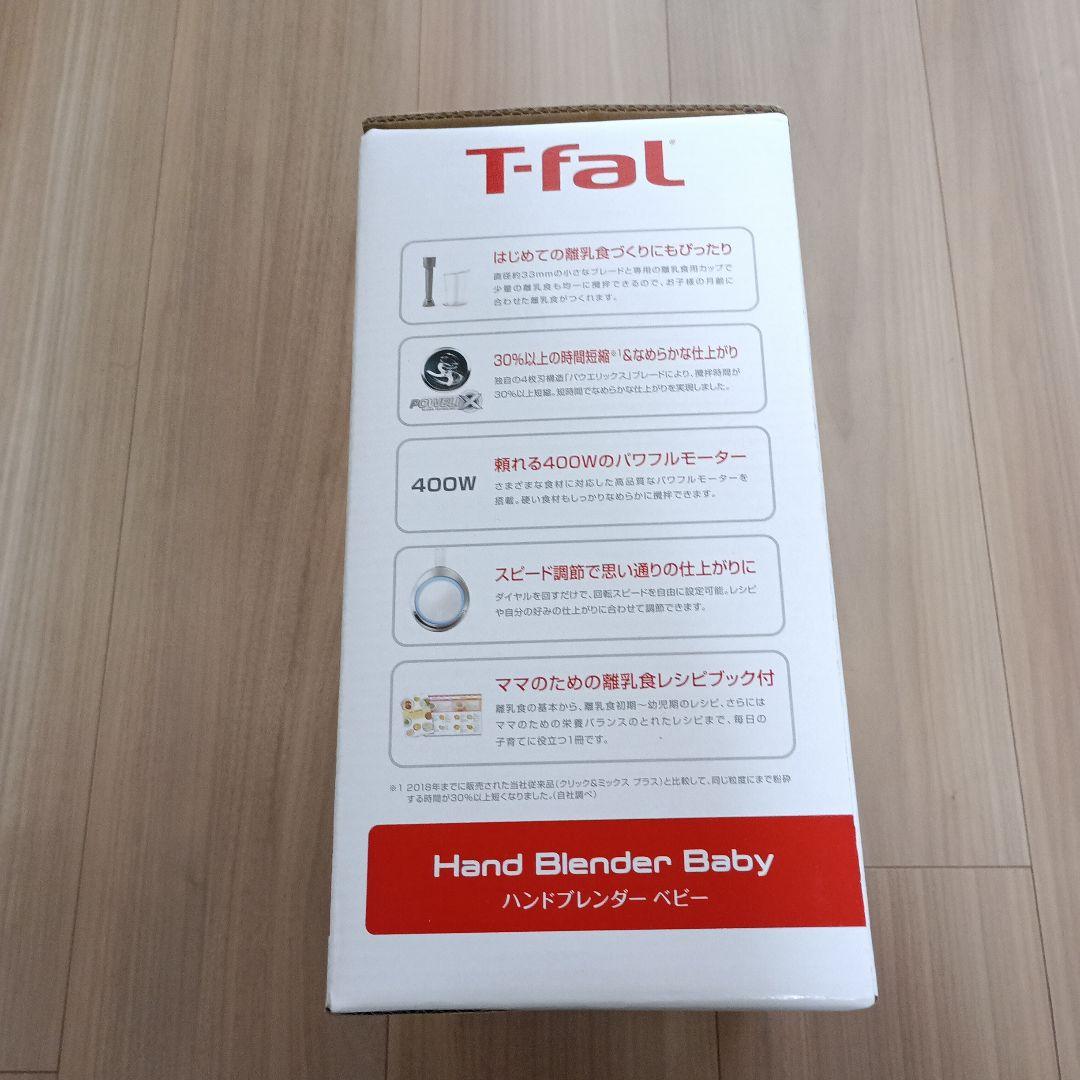 T-faL®
はじめての離乳食づくりにもぴったり
直径約33mmの小さなブレードと専用の離乳食用カップで
少量の離乳食も均一に攪拌できるので、お子様の月齢に
合わせた離乳食がつくれます。
30%以上の時間短縮※1&なめらかな仕上がり
独自の4枚刃構造「パウエリックス」ブレードにより、攪拌時間が
30%以上短縮。短時間でなめらかな仕上がりを実現しました。
POWELIX
400W
頼れる400Wのパワフルモーター
さまざまな食材に対応した高品質なパワフルモーターを
搭載。硬い食材もしっかりなめらかに攪拌できます。
スピード調節で思い通りの仕上がりに
ダイヤルを回すだけで、回転スピードを自由に設定可能。レシピ
や自分の好みの仕上がりに合わせて調節できます。
ママのための離乳食レシピブック付
離乳食の基本から、離乳食初期〜幼児期のレシピ、さらには
ママのための栄養バランスのとれたレシピまで、毎日の
子育てに役立つ1冊です。
※1 2018年までに販売された当社従来品(クリック&ミックス プラス)と比較して、同じ粒度にまで粉砕
する時間が30%以上短くなりました。(自社調べ)
Hand Blender Baby
ハンドブレンダー ベビー